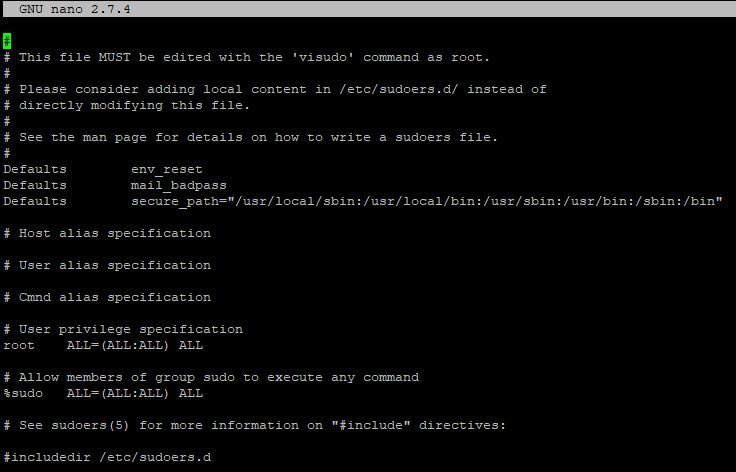 GNU nano 2.7.4
#
# This file MUST be edited with the 'visudo' command as root.
#
# Please consider adding local content in /etc/sudoers.d/ instead of
# directly modifying this file.
#
# See the man page for details on how to write a sudoers file.
#
Defaults        env_reset
Defaults        mail_badpass
Defaults        secure_path="/usr/local/sbin:/usr/local/bin:/usr/sbin:/usr/bin:/sbin:/bin"
# Host alias specification
# User alias specification
# Cmnd alias specification
# User privilege specification
root    ALL=(ALL:ALL) ALL
# Allow members of group sudo to execute any command
%sudo   ALL=(ALL:ALL) ALL
# See sudoers(5) for more information on "#include" directives:
#includedir /etc/sudoers.d